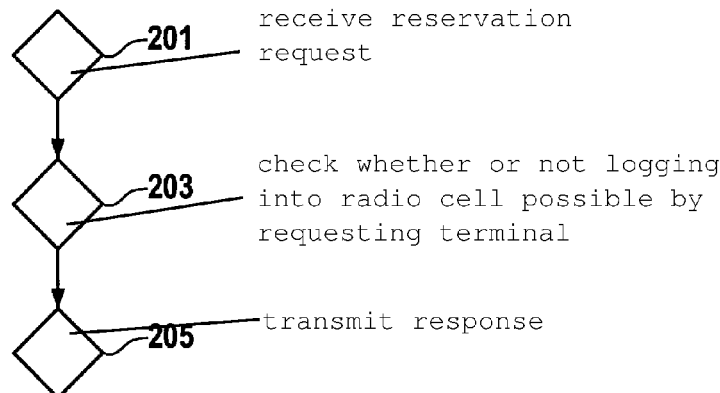 receive reservation
201
request
check whether or not logging
203
into radio cell possible by
requesting terminal
transmit response
205